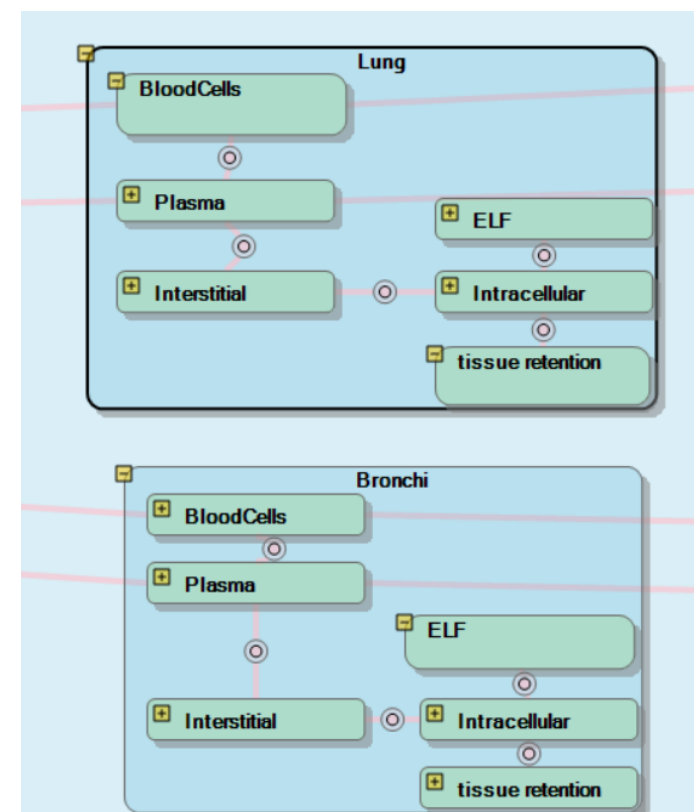 Lung
BloodCells
Plasma
ELF
Interstitial
Intracellular
tissue retention
Bronchi
BloodCells
Plasma
ELF
Interstitial
Intracellular
tissue retention